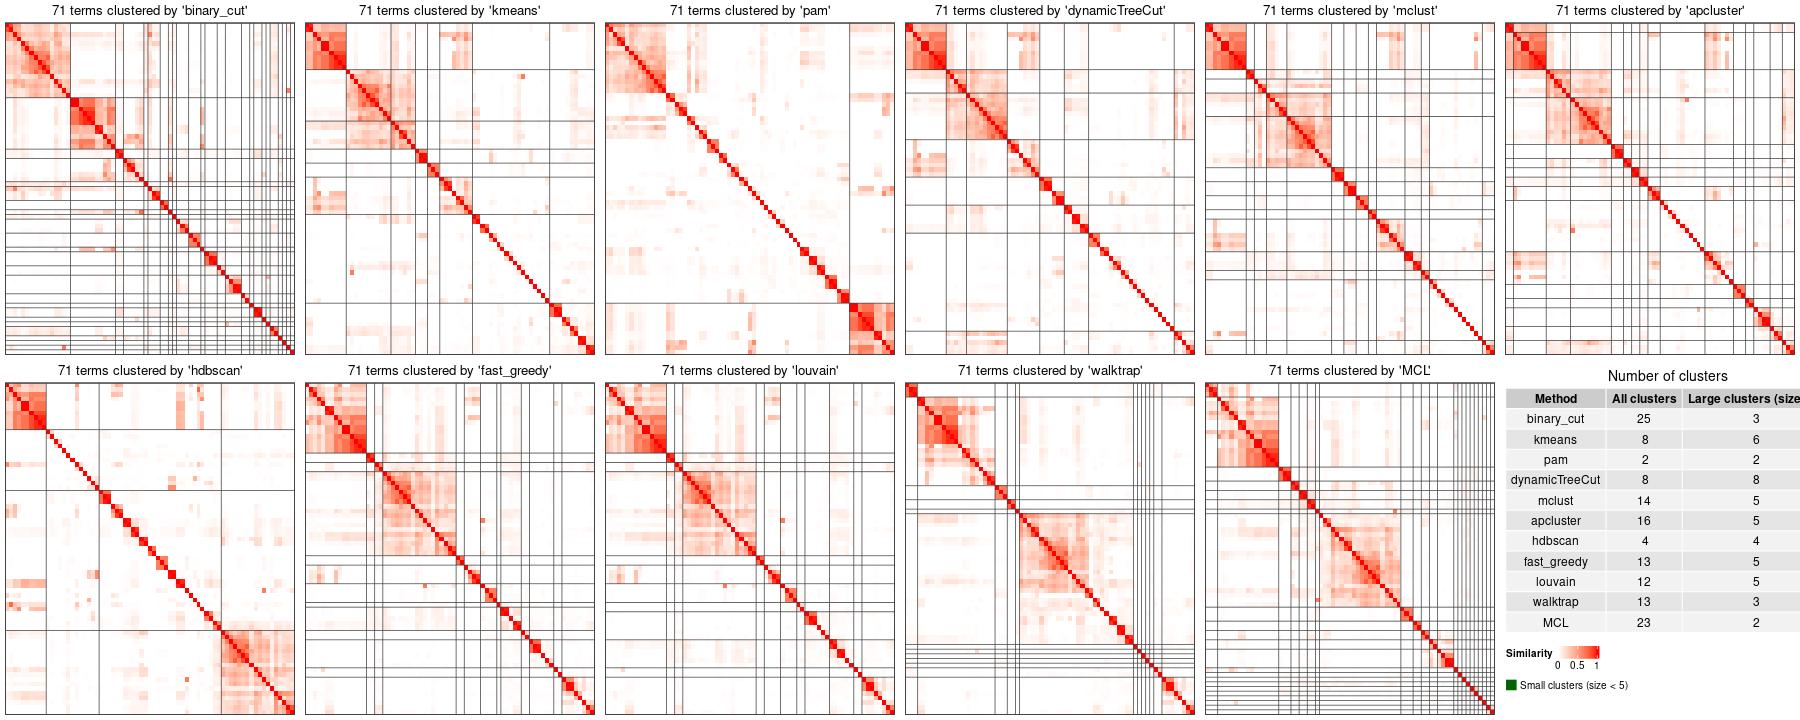 71 terms clustered by 'binary_cut'
71 terms clustered by 'kmeans'
71 terms clustered by 'pam'
71 terms clustered by 'dynamicTreeCut'
71 terms clustered by 'mclust'
71 terms clustered by 'apcluster'
71 terms clustered by 'hdbscan'
71 terms clustered by 'fast_greedy'
71 terms clustered by 'louvain'
71 terms clustered by 'walktrap'
71 terms clustered by 'MCL'
Number of clusters
Method All clusters Large clusters (size
binary_cut 25 3
kmeans 8 6
pam 2 2
dynamicTreeCut 8 8
mclust 14 5
apcluster 16 5
hdbscan 4 4
fast_greedy 13 5
louvain 12 5
walktrap 13 3
MCL 23 2
Similarity
0 0.5 1
Small clusters (size < 5)